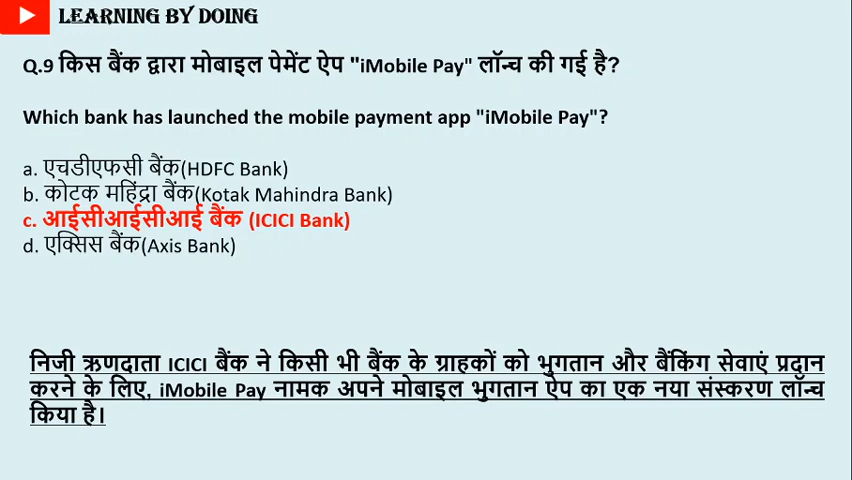 LEARNING BY DOING
Q.9 किस बैंक द्वारा मोबाइल पेमेंट ऐप "iMobile Pay" लॉन्च की गई है?
Which bank has launched the mobile payment app "iMobile Pay"?
a. एचडीएफसी बैंक(HDFC Bank)
b. कोटक महिंद्रा बैंक(Kotak Mahindra Bank)
c. आईसीआईसीआई बैंक (ICICI Bank)
d. एक्सिस बैंक(Axis Bank)
निजी ऋणदाता ICICI बैंक ने किसी भी बैंक के ग्राहकों को भुगतान और बैंकिंग सेवाएं प्रदान
करने के लिए, iMobile Pay नामक अपने मोबाइल भुगतान ऐप का एक नया संस्करण लॉन्च
किया है।